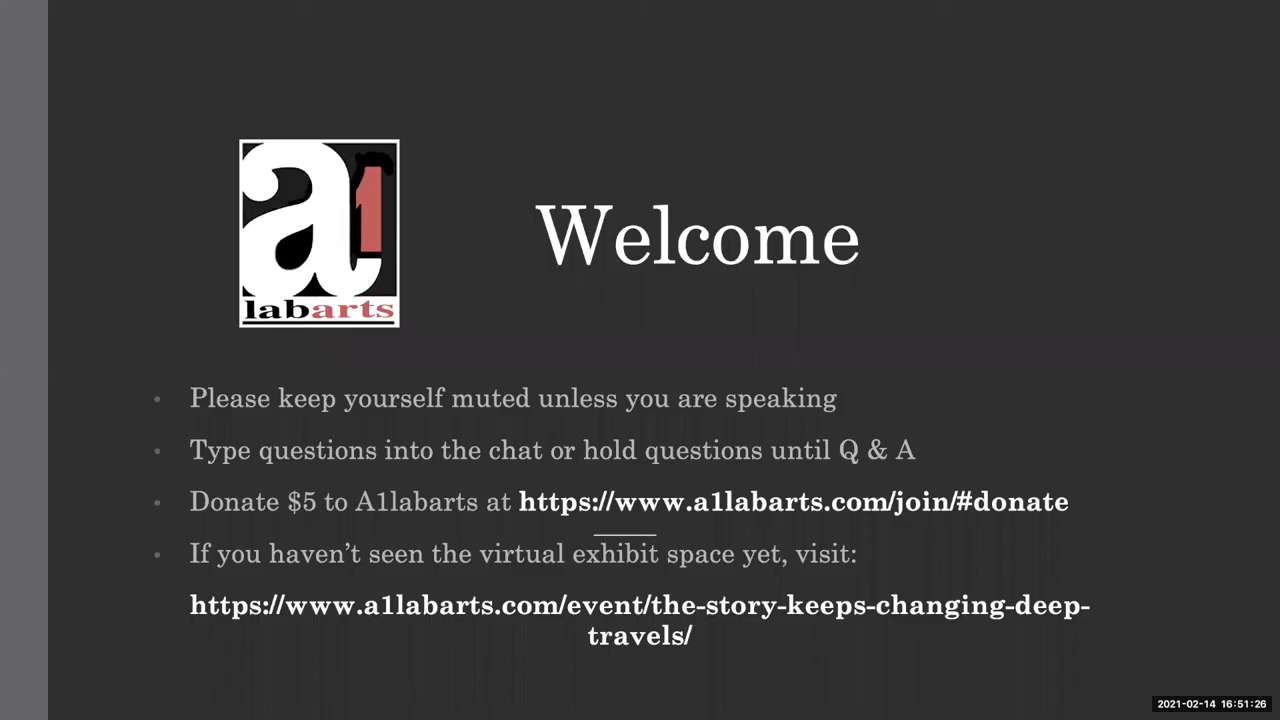 a1
labarts
Welcome
Please keep yourself muted unless you are speaking
Type questions into the chat or hold questions until Q & A
Donate $5 to A1labarts at https://www.a1labarts.com/join/#donate
If you haven’t seen the virtual exhibit space yet, visit:
https://www.a1labarts.com/event/the-story-keeps-changing-deep-
travels/
2021-02-14 16:51:26